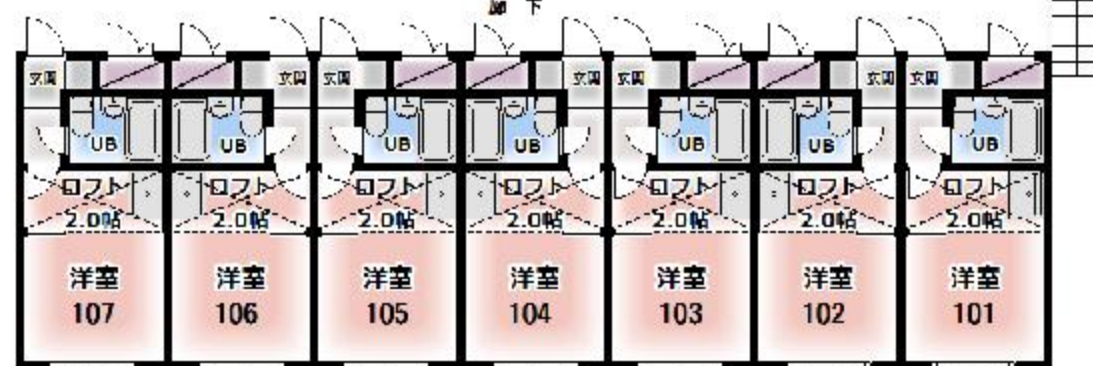 廊 下
玄関 玄関 玄関 玄関 玄関 玄関 玄関
UB UB UB UB UB UB UB
ロフト ロフト ロフト ロフト ロフト ロフト ロフト
2.0帖 2.0帖 2.0帖 2.0帖 2.0帖 2.0帖 2.0帖
洋室 洋室 洋室 洋室 洋室 洋室 洋室
107 106 105 104 103 102 101